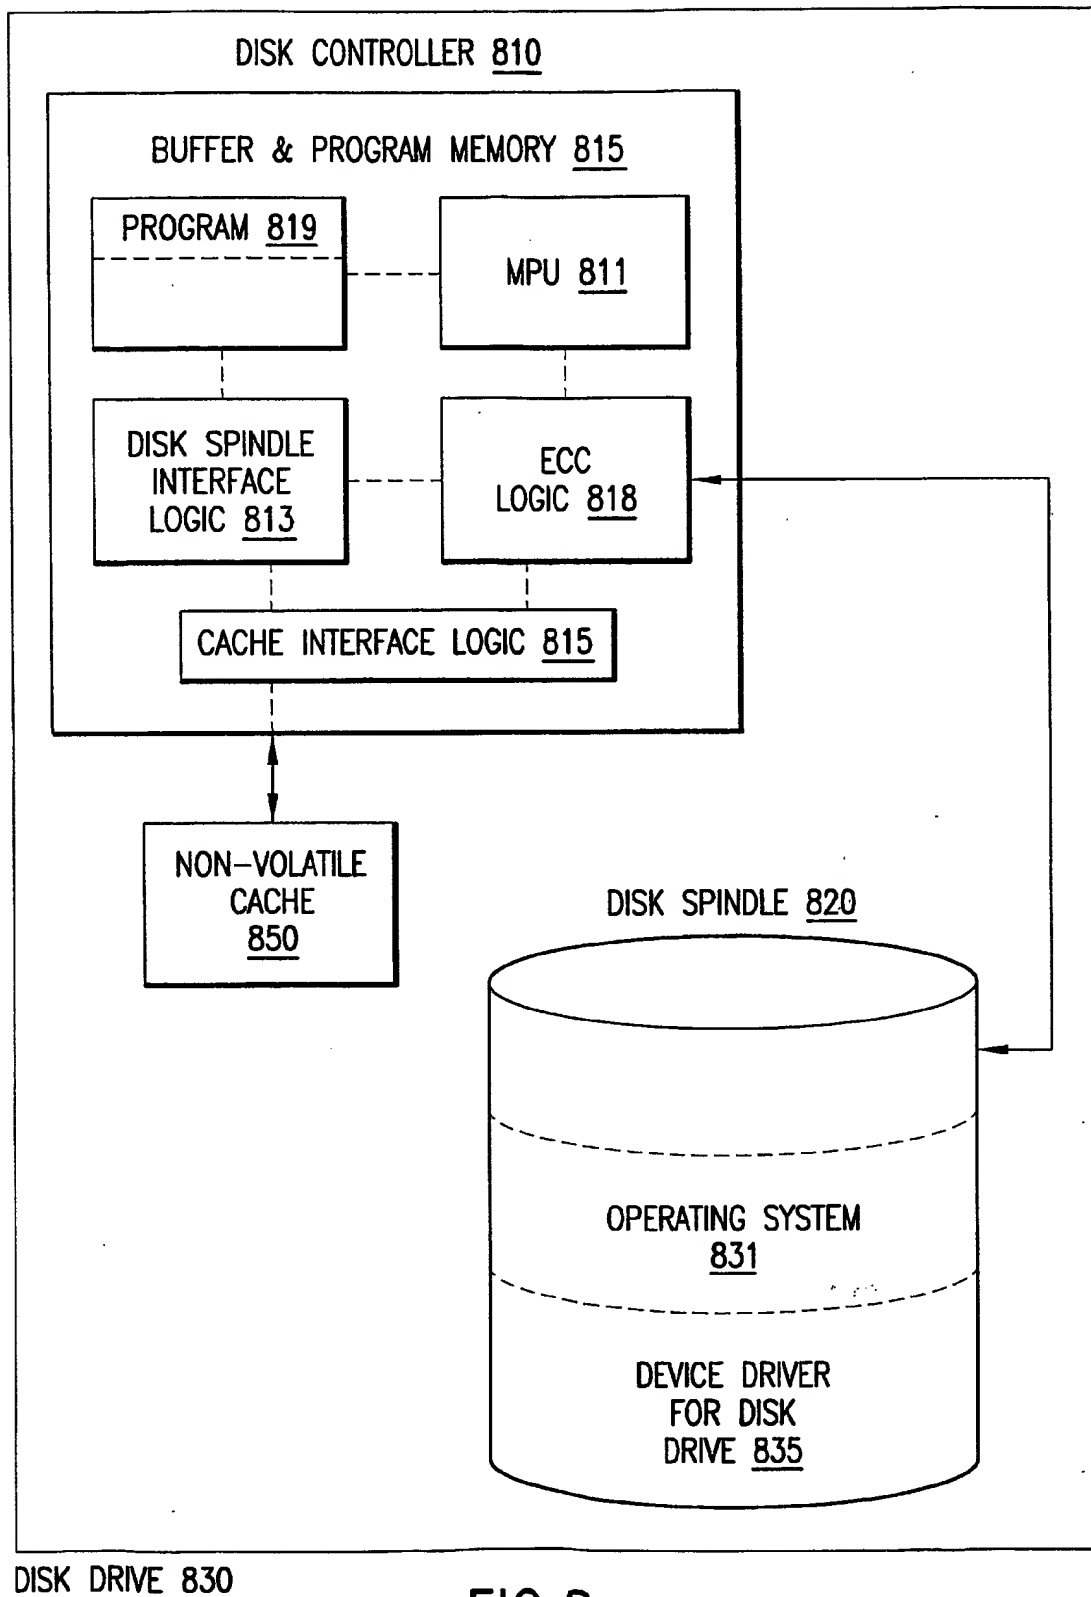 DISK CONTROLLER 810
BUFFER & PROGRAM MEMORY 815
PROGRAM 819
MPU 811
DISK SPINDLE
INTERFACE
LOGIC 813
ECC
LOGIC 818
CACHE INTERFACE LOGIC 815
NON-VOLATILE
CACHE
850
DISK SPINDLE 820
OPERATING SYSTEM
831
DEVICE DRIVER
FOR DISK
DRIVE 835
DISK DRIVE 830